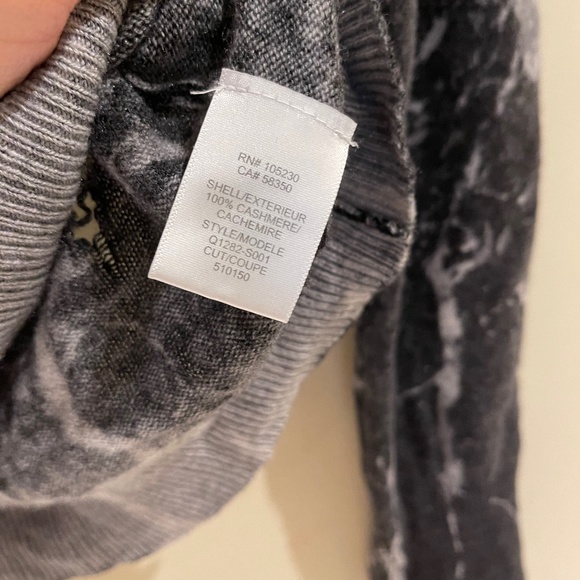 RN# 105230
CA# 58350
SHELL/EXTERIEUR
100% CASHMERE/
CACHEMIRE
STYLE/MODELE
Q1282-S001
CUT/COUPE
510150